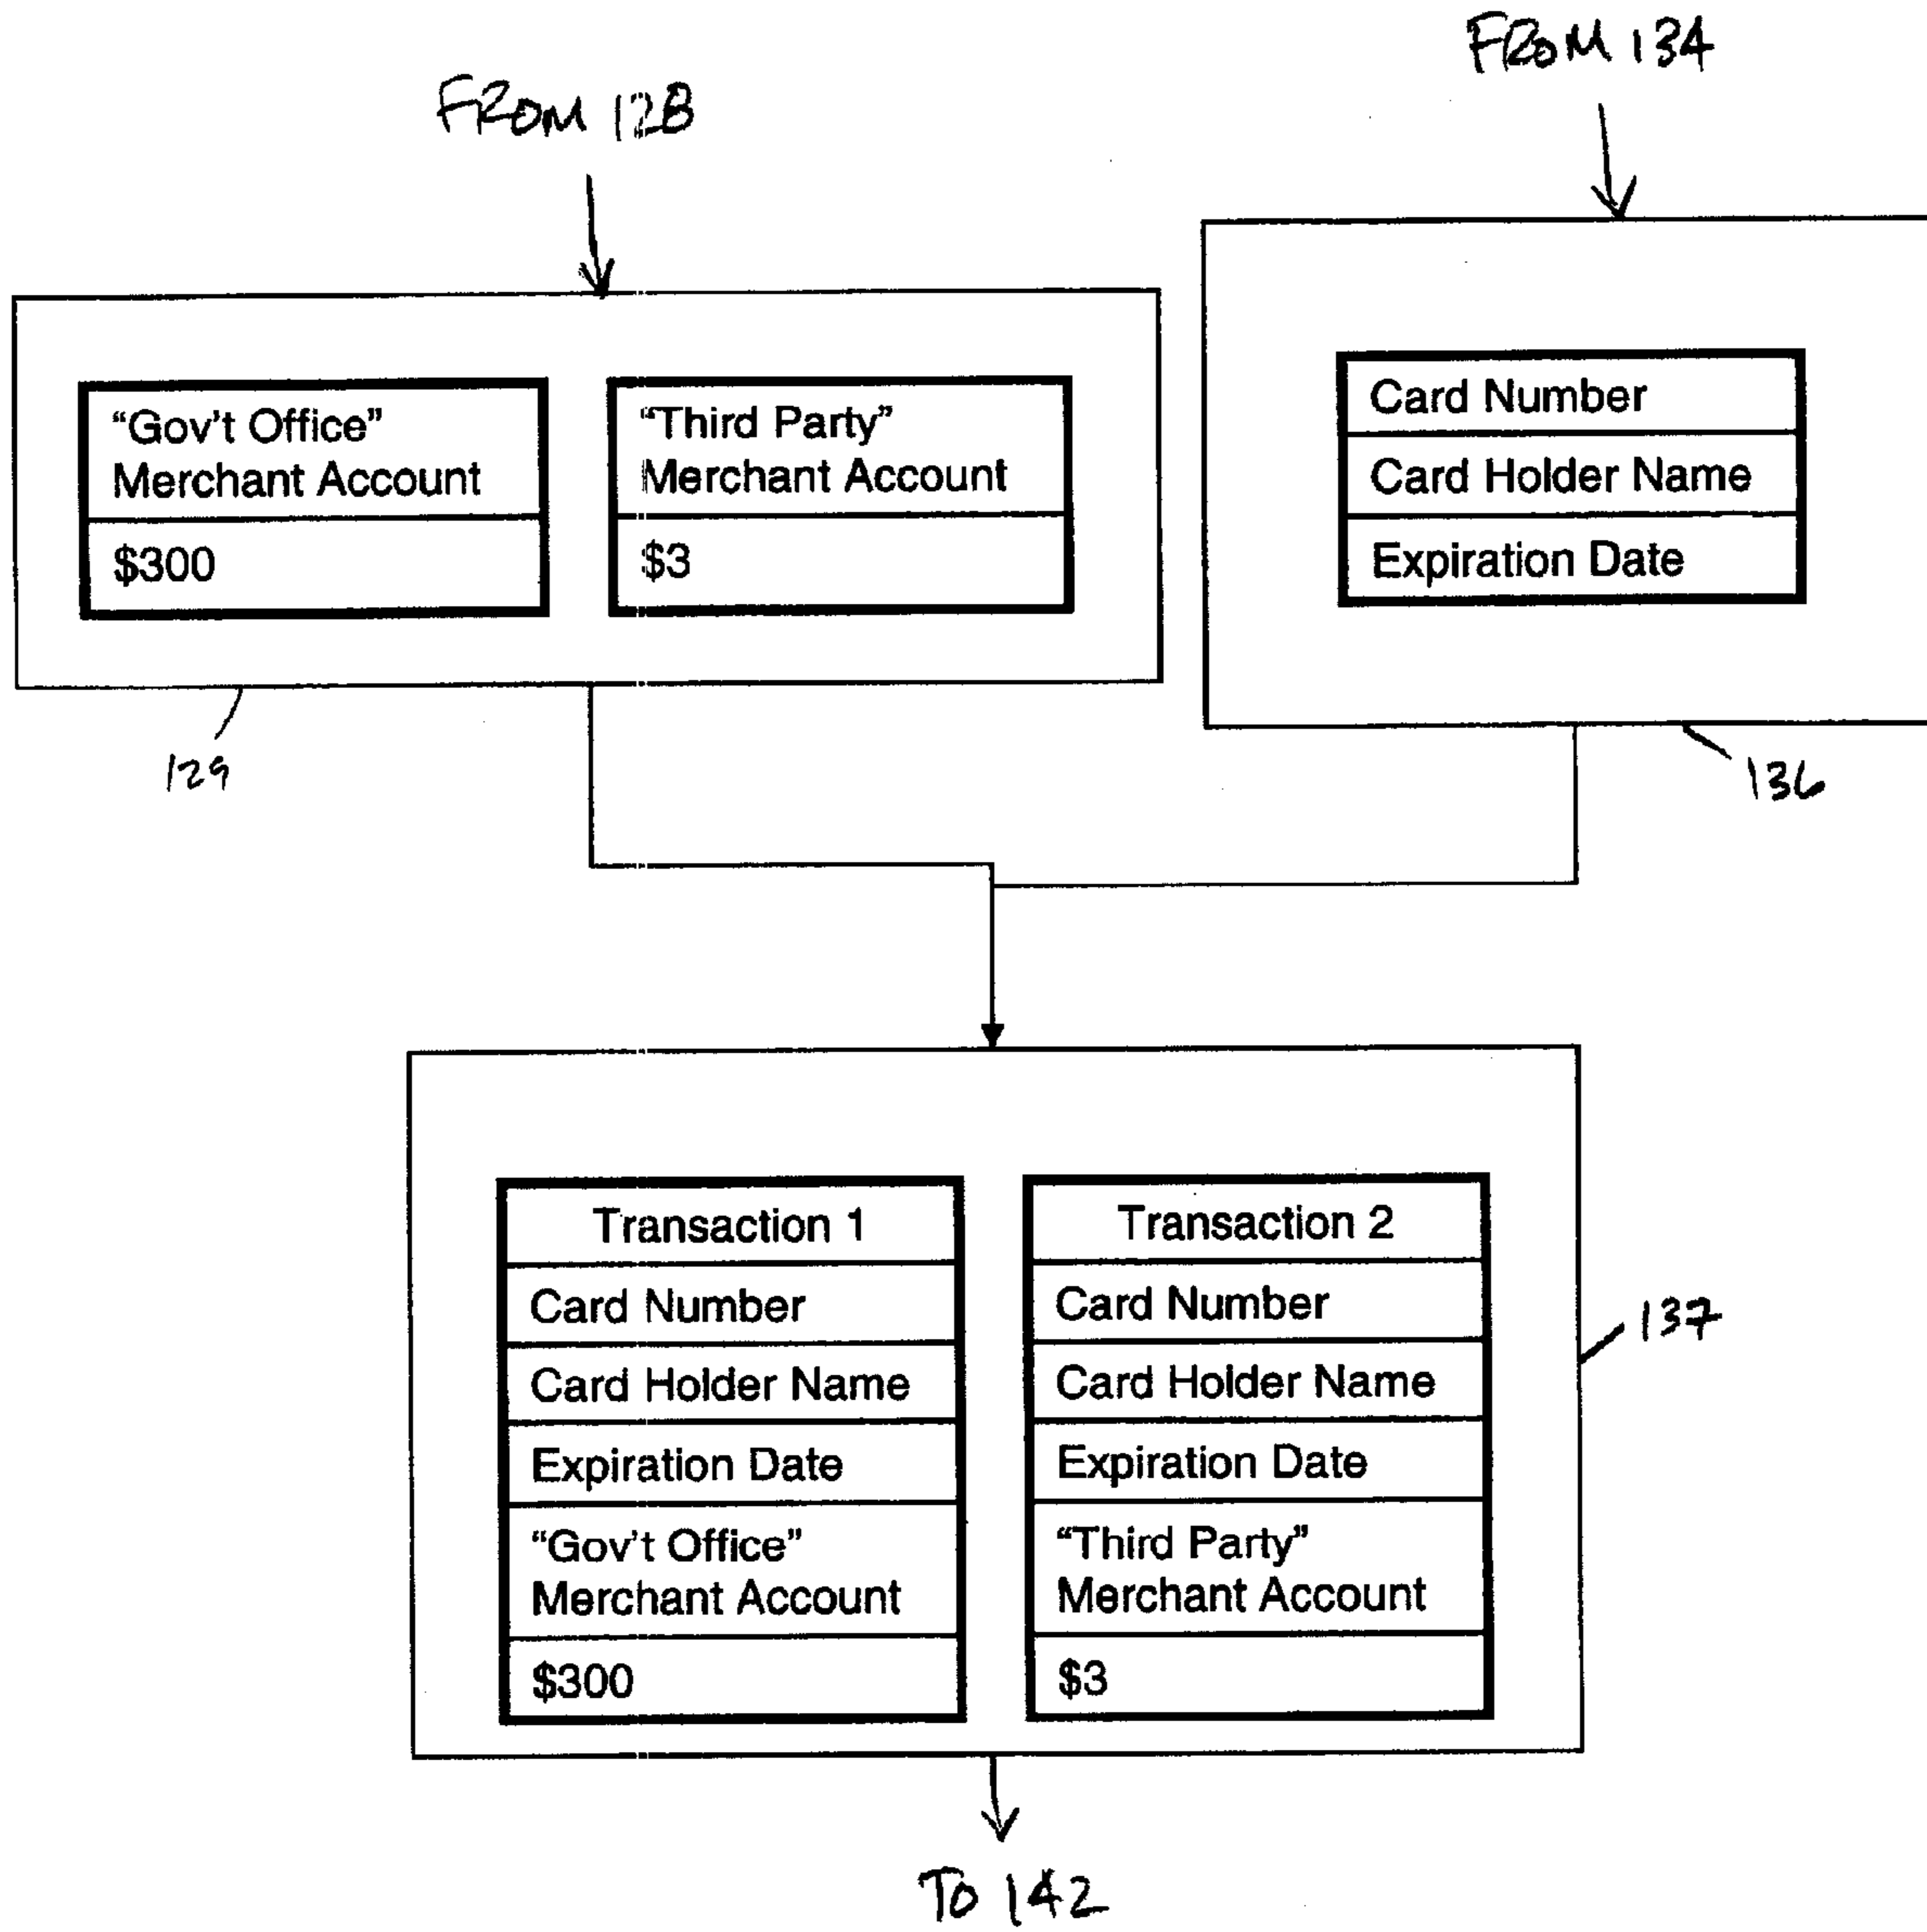 FROM 134
FROM 128
"Gov't Office"
Merchant Account
$300
"Third Party"
Merchant Account
$3
Card Number
Card Holder Name
Expiration Date
129
136
Transaction 1
Card Number
Card Holder Name
Expiration Date
"Gov't Office"
Merchant Account
$300
Transaction 2
Card Number
Card Holder Name
Expiration Date
"Third Party"
Merchant Account
$3
137
To 142